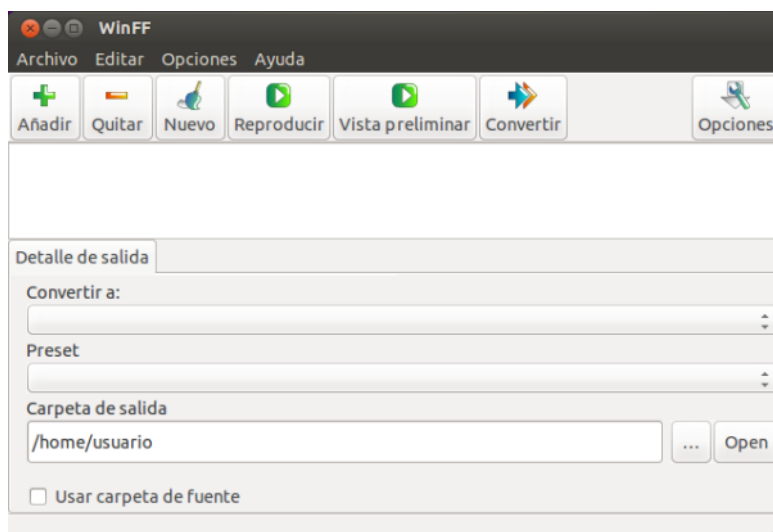 WinFF
Archivo Editar Opciones Ayuda
Añadir Quitar Nuevo Reproducir Vista preliminar Convertir Opciones
Detalle de salida
Convertir a:
Preset
Carpeta de salida
/home/usuario ... Open
Usar carpeta de fuente